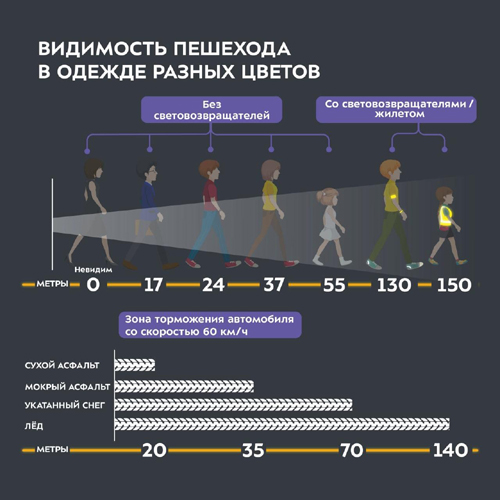 ВИДИМОСТЬ ПЕШЕХОДА
В ОДЕЖДЕ РАЗНЫХ ЦВЕТОВ
Без
световозвращателей
Со световозвращателями /
жилетом
Невидим
МЕТРЫ 0 17 24 37 55 130 150
Зона торможения автомобиля
со скоростью 60 км/ч
СУХОЙ АСФАЛЬТ
МОКРЫЙ АСФАЛЬТ
УКАТАННЫЙ СНЕГ
ЛЁД
МЕТРЫ 20 35 70 140